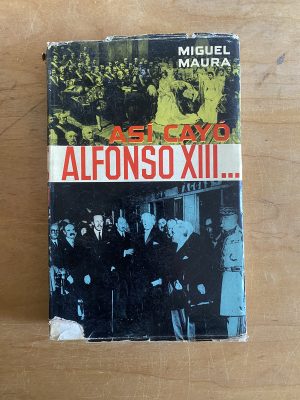 MIGUEL
MAURA
ASÍ CAYÓ
ALFONSO XIII...